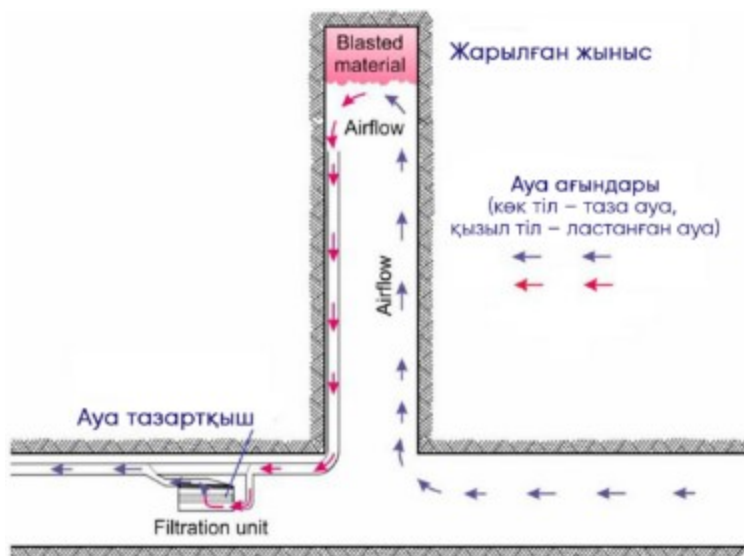 Blasted
material
Жарылған жыныс
Airflow
Ауа ағындары
(көк тіл – таза ауа,
қызыл тіл – ластанған ауа)
Airflow
Ауа тазартқыш
Filtration unit